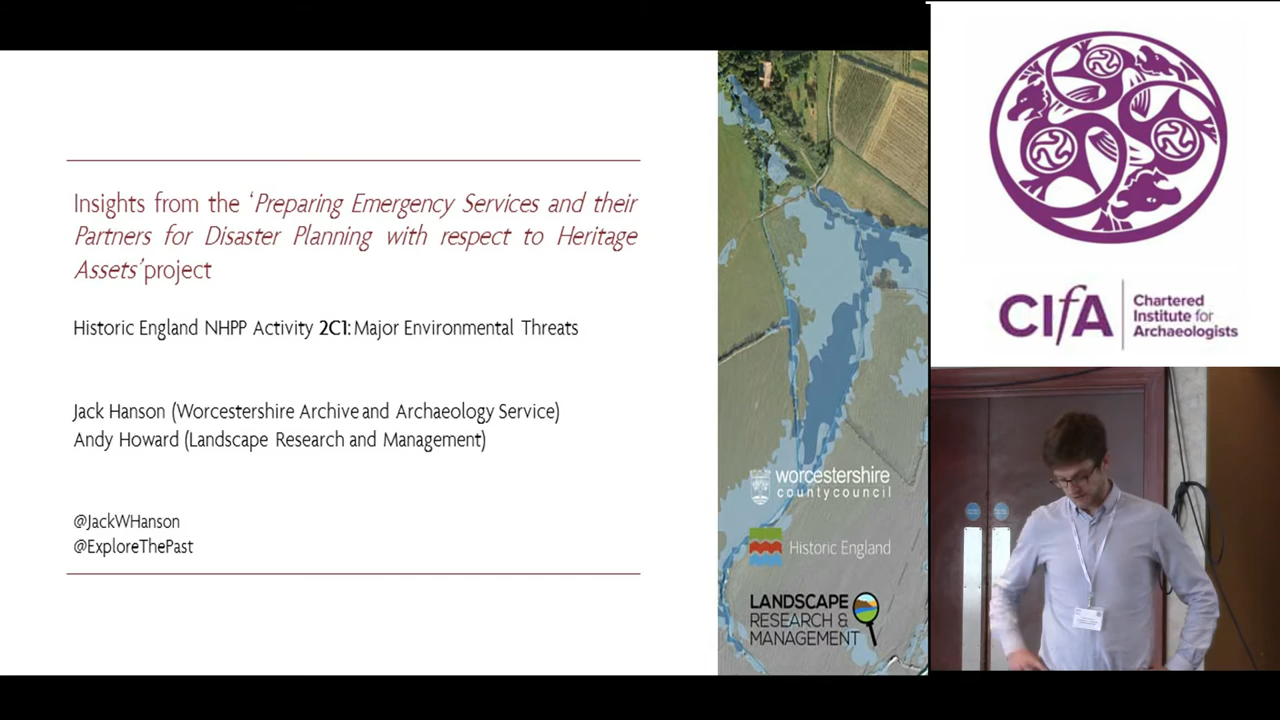 Insights from the ‘Preparing Emergency Services and their
Partners for Disaster Planning with respect to Heritage
Assets’ project
Historic England NHPP Activity 2C1: Major Environmental Threats
Jack Hanson (Worcestershire Archive and Archaeology Service)
Andy Howard (Landscape Research and Management)
@JackWHanson
@ExploreThePast
worcestershire
countycouncil
Historic England
LANDSCAPE
RESEARCH &
MANAGEMENT
CIfA
Chartered
Institute for
Archaeologists